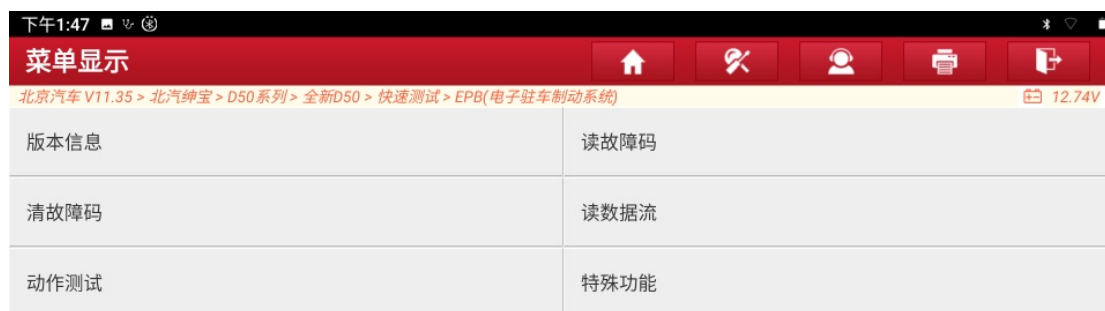 下午1:47
菜单显示
北京汽车 V11.35 > 北汽绅宝 > D50系列 > 全新D50 > 快速测试 > EPB(电子驻车制动系统) 12.74V
版本信息 读故障码
清故障码 读数据流
动作测试 特殊功能